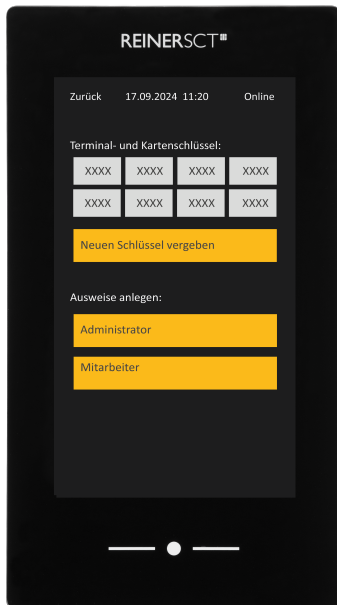 REINERSCT
Zurück 17.09.2024 11:20 Online
Terminal- und Kartenschlüssel:
XXXX XXXX XXXX XXXX
XXXX XXXX XXXX XXXX
Neuen Schlüssel vergeben
Ausweise anlegen:
Administrator
Mitarbeiter